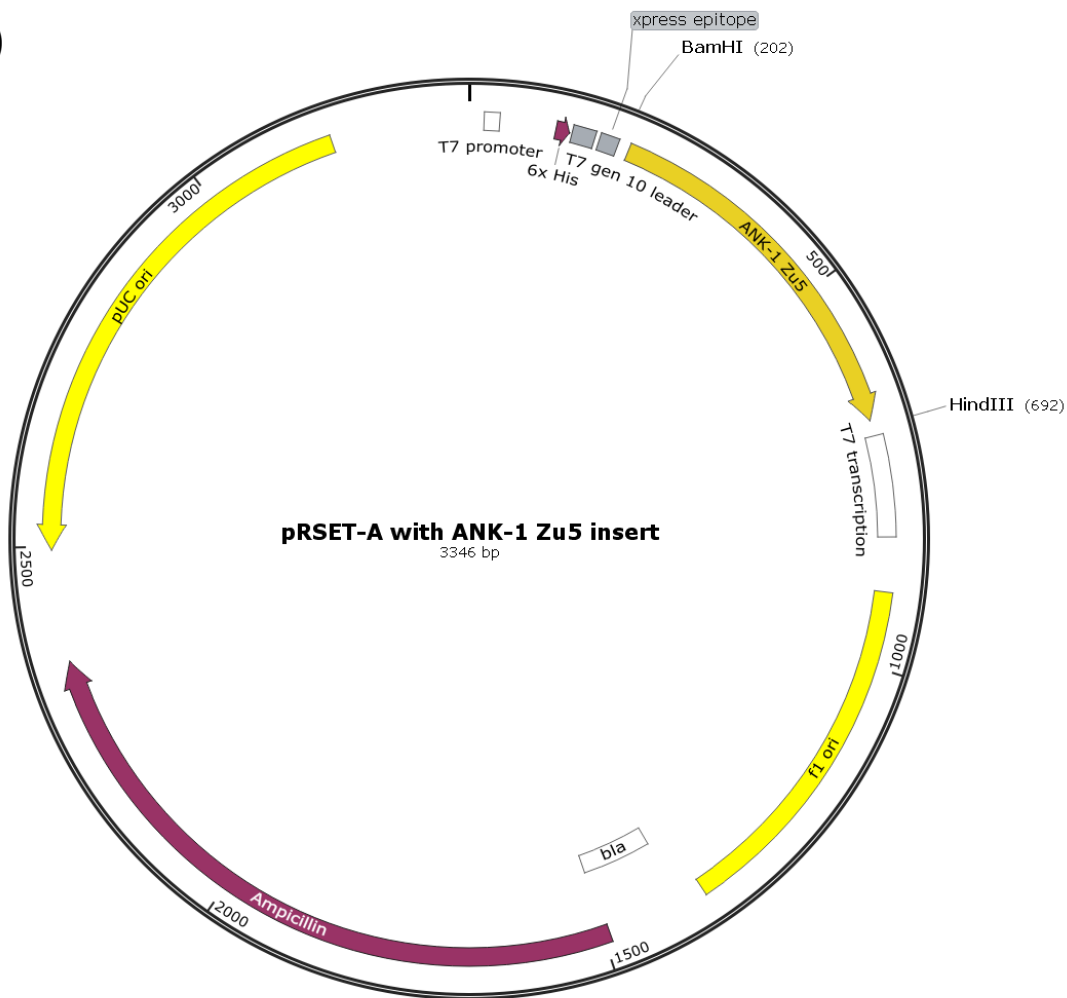 )
xpress epitope
BamHI (202)
T7 promoter
6x His
T7 gen 10 leader
ANK-1 Zu5
500
HindIII (692)
T7 transcription
3000
pUC ori
pRSET-A with ANK-1 Zu5 insert
3346 bp
2500
1000
f1 ori
bla
Ampicillin
2000
1500